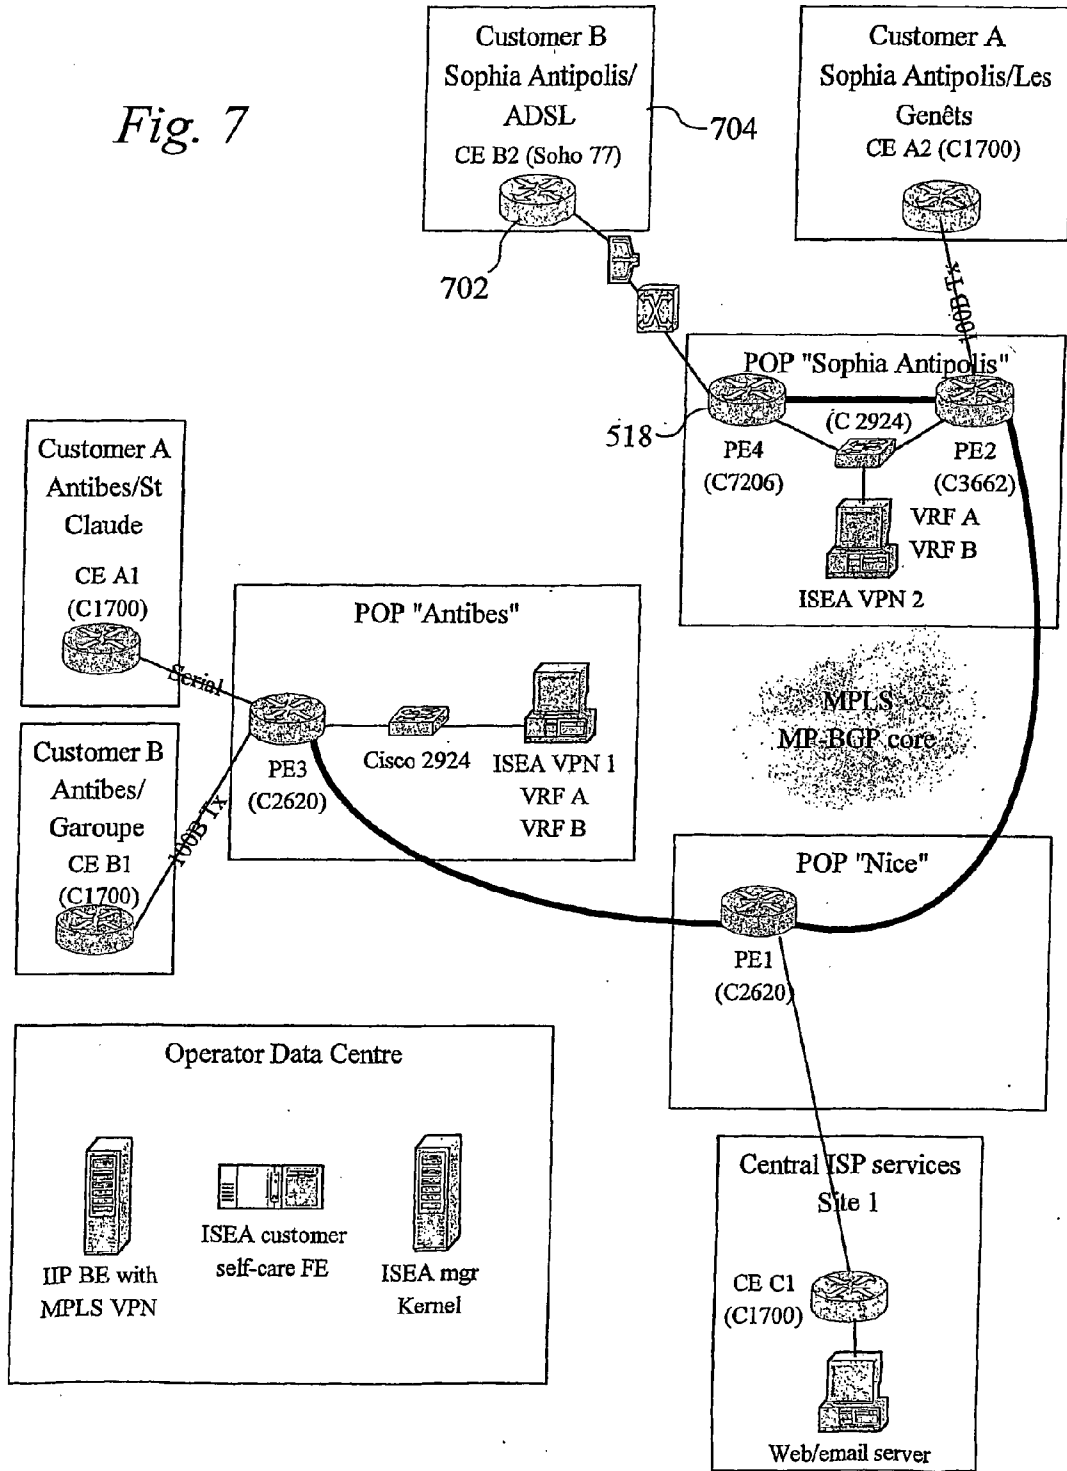 Fig. 7
Customer B
Sophia Antipolis/
ADSL
CE B2 (Soho 77)
704
702
Customer A
Sophia Antipolis/Les
Genêts
CE A2 (C1700)
100B Tx
POP "Sophia Antipolis"
518
(C 2924)
PE4
(C7206)
PE2
(C3662)
VRF A
VRF B
ISEA VPN 2
Customer A
Antibes/St
Claude
CE A1
(C1700)
Serial
Customer B
Antibes/
Garoupe
CE B1
(C1700)
100B Tx
POP "Antibes"
PE3
(C2620)
Cisco 2924
ISEA VPN 1
VRF A
VRF B
MPLS
MP-BGP core
POP "Nice"
PE1
(C2620)
Operator Data Centre
IIP BE with
MPLS VPN
ISEA customer
self-care FE
ISEA mgr
Kernel
Central ISP services
Site 1
CE C1
(C1700)
Web/email server